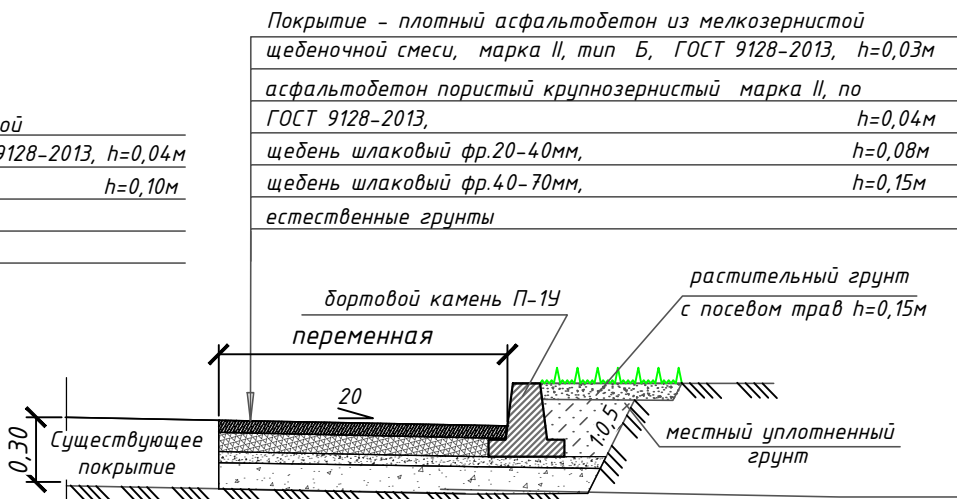 Покрытие - плотный асфальтобетон из мелкозернистой
щебеночной смеси, марка II, тип Б, ГОСТ 9128-2013, h=0,03м
асфальтобетон пористый крупнозернистый марка II, по
ГОСТ 9128-2013, h=0,04м
щебень шлаковый фр.20-40мм, h=0,08м
щебень шлаковый фр.40-70мм, h=0,15м
естественные грунты
ой
9128-2013, h=0,04м
h=0,10м
бортовой камень П-1У
растительный грунт
с посевом трав h=0,15м
переменная
20
1:0,5
местный уплотненный
грунт
0,30
Существующее
покрытие